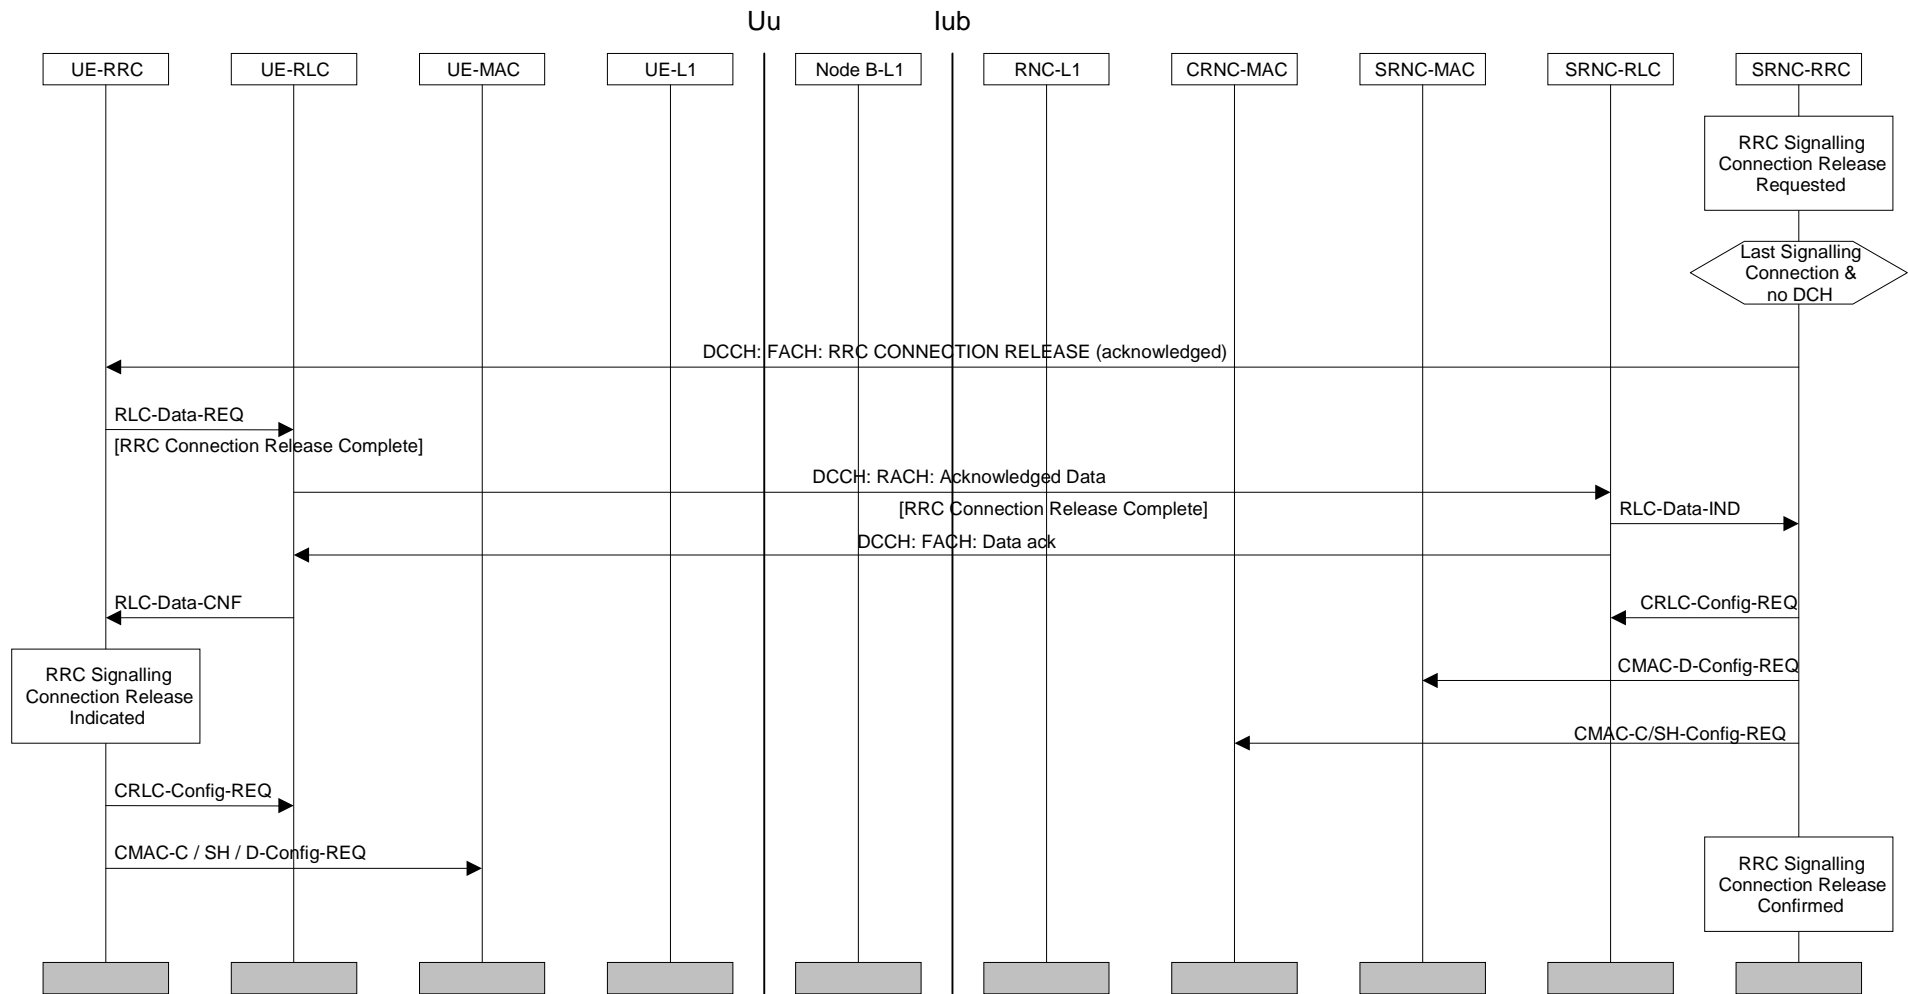 Uu
Iub
UE-RRC
UE-RLC
UE-MAC
UE-L1
Node B-L1
RNC-L1
CRNC-MAC
SRNC-MAC
SRNC-RLC
SRNC-RRC
RRC Signalling
Connection Release
Requested
Last Signalling
Connection &
no DCH
DCCH: FACH: RRC CONNECTION RELEASE (acknowledged)
RLC-Data-REQ
[RRC Connection Release Complete]
DCCH: RACH: Acknowledged Data
[RRC Connection Release Complete]
RLC-Data-IND
DCCH: FACH: Data ack
RLC-Data-CNF
CRLC-Config-REQ
RRC Signalling
Connection Release
Indicated
CMAC-D-Config-REQ
CMAC-C/SH-Config-REQ
CRLC-Config-REQ
CMAC-C / SH / D-Config-REQ
RRC Signalling
Connection Release
Confirmed